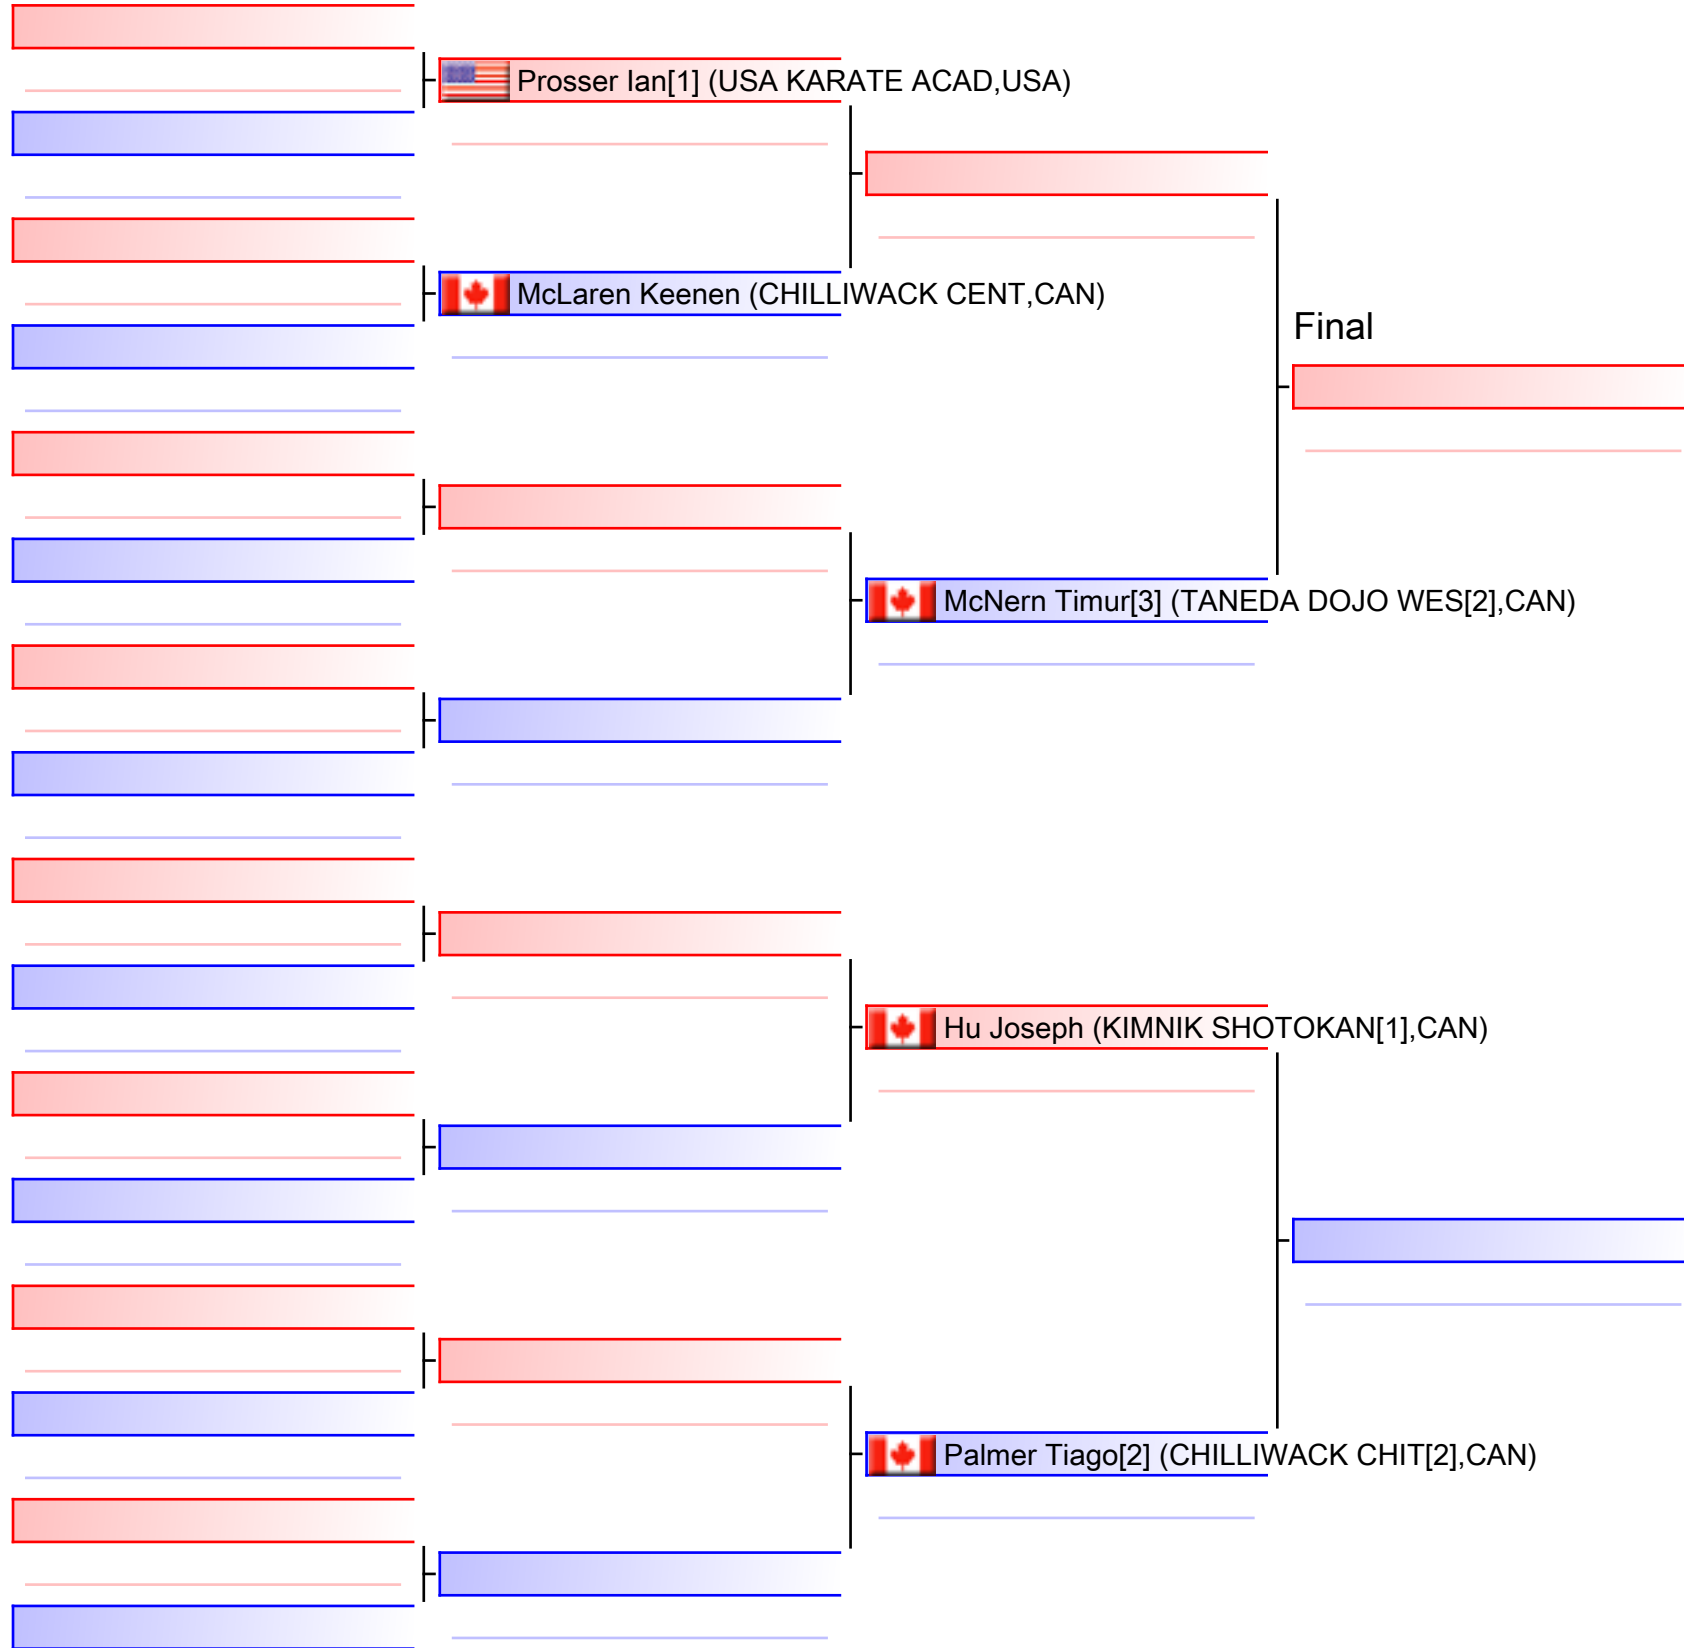 Prosser Ian[1] (USA KARATE ACAD,USA)
McLaren Keenen (CHILLIWACK CENT,CAN)
Final
McNern Timur[3] (TANEDA DOJO WES[2],CAN)
Hu Joseph (KIMNIK SHOTOKAN[1],CAN)
Palmer Tiago[2] (CHILLIWACK CHIT[2],CAN)